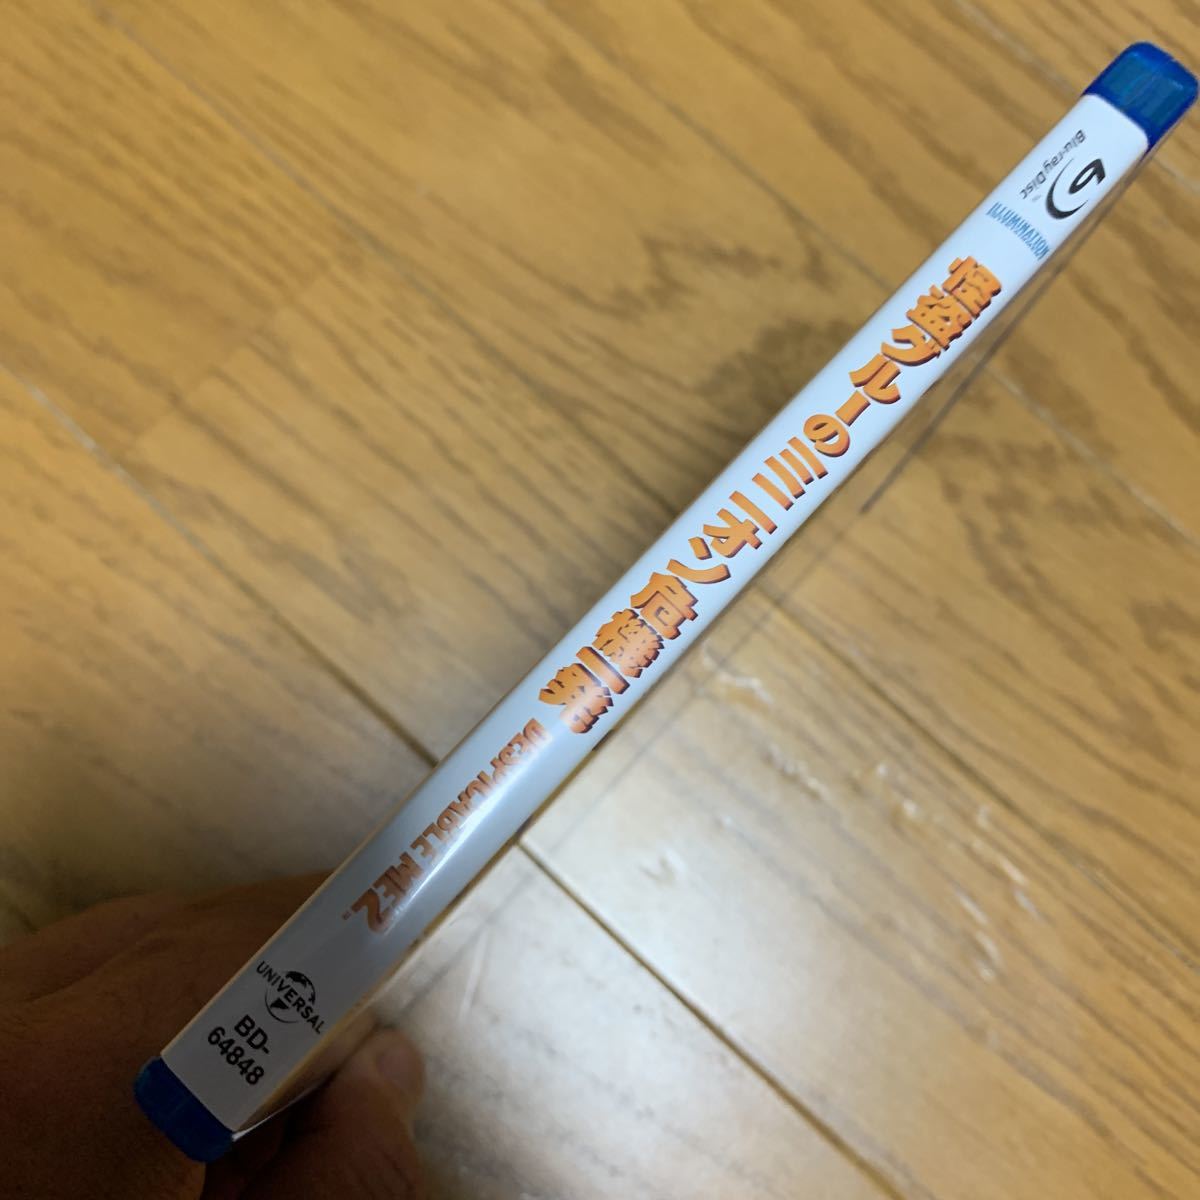 Blu-ray Disc
ILLUMINATION
怪盗グルーのミニオン危機一発
DESPICABLE ME 2
UNIVERSAL
BD-
64848